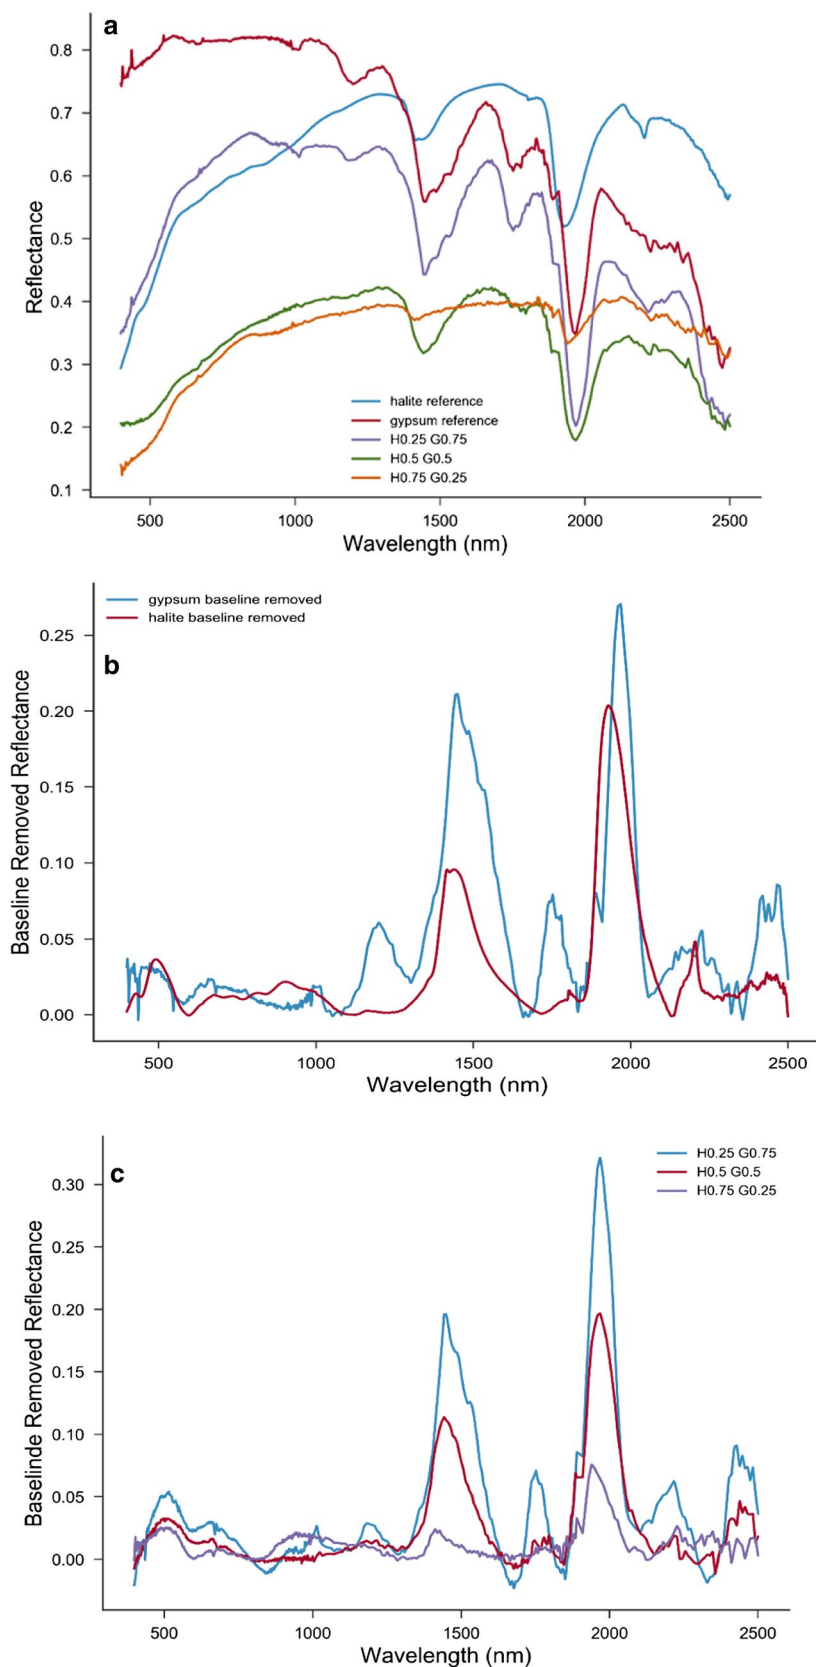 a
0.8
0.7
0.6
0.5
0.4
0.3
0.2
0.1
Reflectance
halite reference
gypsum reference
H0.25 G0.75
H0.5 G0.5
H0.75 G0.25
500 1000 1500 2000 2500
Wavelength (nm)
gypsum baseline removed
halite baseline removed
b
0.25
0.20
0.15
0.10
0.05
0.00
Baseline Removed Reflectance
500 1000 1500 2000 2500
Wavelength (nm)
c
H0.25 G0.75
H0.5 G0.5
H0.75 G0.25
0.30
0.25
0.20
0.15
0.10
0.05
0.00
Baselinde Removed Reflectance
500 1000 1500 2000 2500
Wavelength (nm)